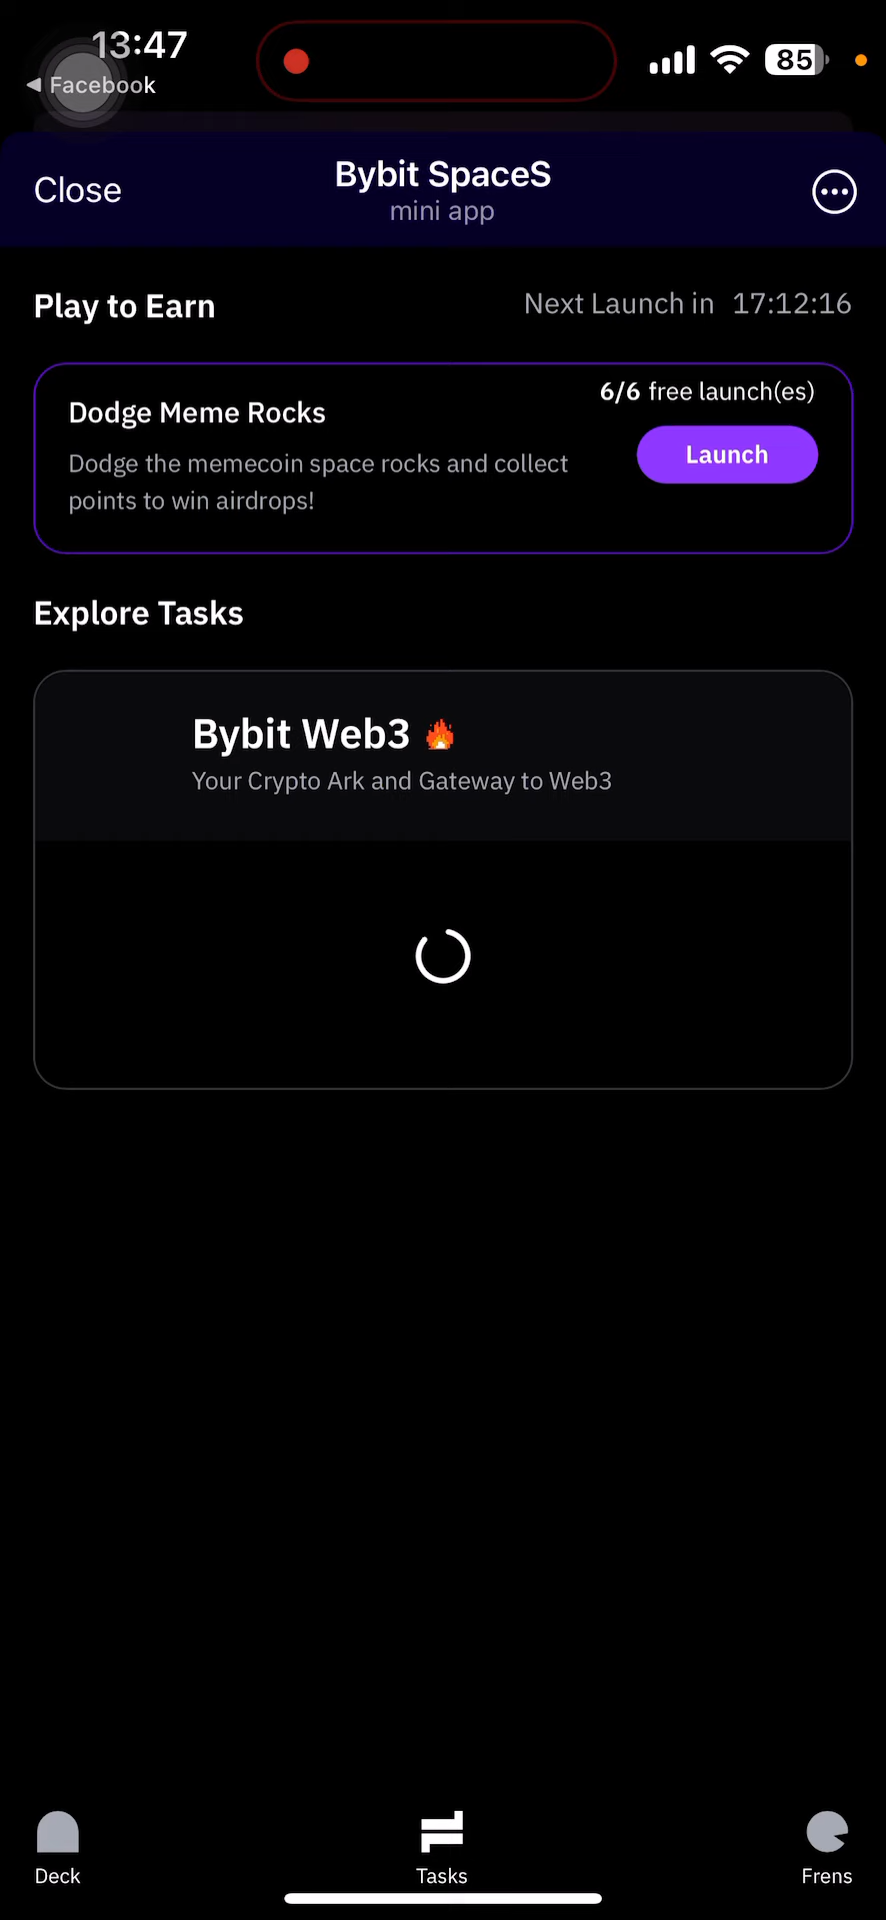 13:47
85
◀ Facebook
Close
Bybit SpaceS
mini app
Play to Earn
Next Launch in 17:12:16
6/6 free launch(es)
Dodge Meme Rocks
Launch
Dodge the memecoin space rocks and collect
points to win airdrops!
Explore Tasks
Bybit Web3 🔥
Your Crypto Ark and Gateway to Web3
Deck
Tasks
Frens